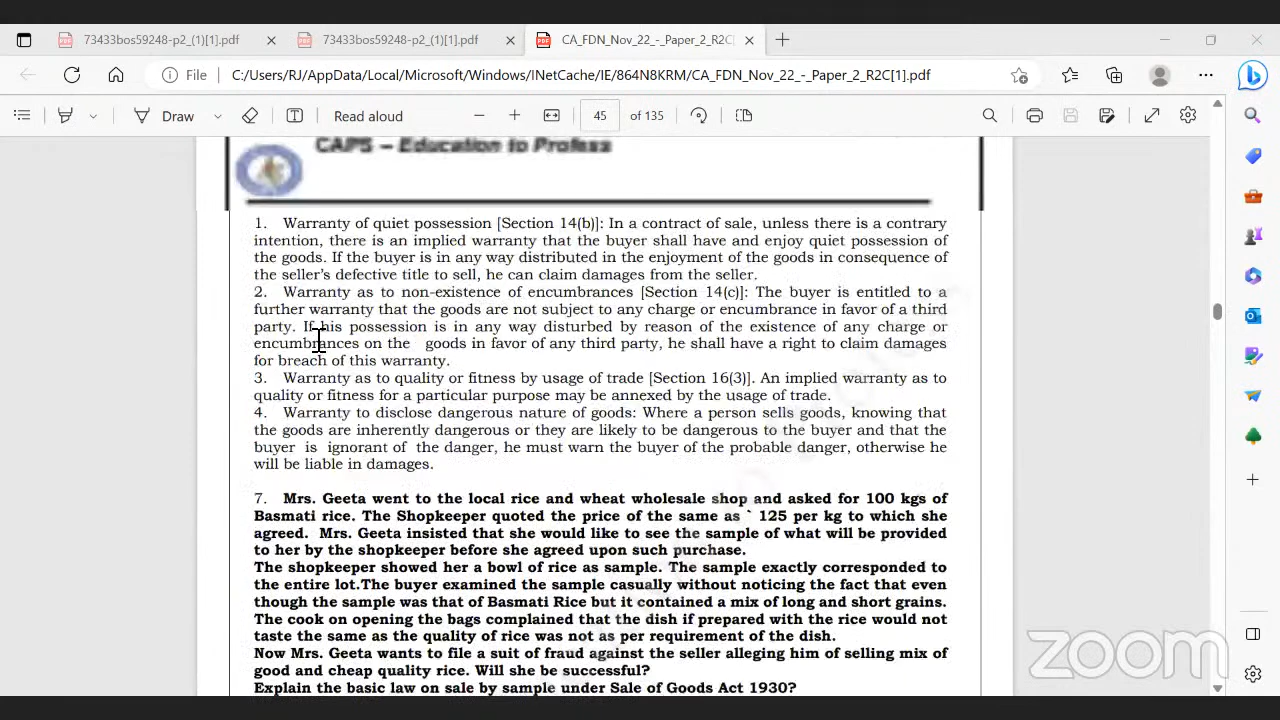 73433bos59248-p2_(1)[1].pdf
73433bos59248-p2_(1)[1].pdf
CA_FDN_Nov_22_-_Paper_2_R2C[
File
C:/Users/RJ/AppData/Local/Microsoft/Windows/INetCache/IE/864N8KRM/CA_FDN_Nov_22_-_Paper_2_R2C[1].pdf
Draw
Read aloud
45 of 135
CAPS – Education to Profess
1. Warranty of quiet possession [Section 14(b)]: In a contract of sale, unless there is a contrary
intention, there is an implied warranty that the buyer shall have and enjoy quiet possession of
the goods. If the buyer is in any way distributed in the enjoyment of the goods in consequence of
the seller's defective title to sell, he can claim damages from the seller.
2. Warranty as to non-existence of encumbrances [Section 14(c)]: The buyer is entitled to a
further warranty that the goods are not subject to any charge or encumbrance in favor of a third
party. If his possession is in any way disturbed by reason of the existence of any charge or
encumbrances on the goods in favor of any third party, he shall have a right to claim damages
for breach of this warranty.
3. Warranty as to quality or fitness by usage of trade [Section 16(3)]. An implied warranty as to
quality or fitness for a particular purpose may be annexed by the usage of trade.
4. Warranty to disclose dangerous nature of goods: Where a person sells goods, knowing that
the goods are inherently dangerous or they are likely to be dangerous to the buyer and that the
buyer is ignorant of the danger, he must warn the buyer of the probable danger, otherwise he
will be liable in damages.
7. Mrs. Geeta went to the local rice and wheat wholesale shop and asked for 100 kgs of
Basmati rice. The Shopkeeper quoted the price of the same as ` 125 per kg to which she
agreed. Mrs. Geeta insisted that she would like to see the sample of what will be provided
to her by the shopkeeper before she agreed upon such purchase.
The shopkeeper showed her a bowl of rice as sample. The sample exactly corresponded to
the entire lot.The buyer examined the sample casually without noticing the fact that even
though the sample was that of Basmati Rice but it contained a mix of long and short grains.
The cook on opening the bags complained that the dish if prepared with the rice would not
taste the same as the quality of rice was not as per requirement of the dish.
Now Mrs. Geeta wants to file a suit of fraud against the seller alleging him of selling mix of
good and cheap quality rice. Will she be successful?
Explain the basic law on sale by sample under Sale of Goods Act 1930?
zoom